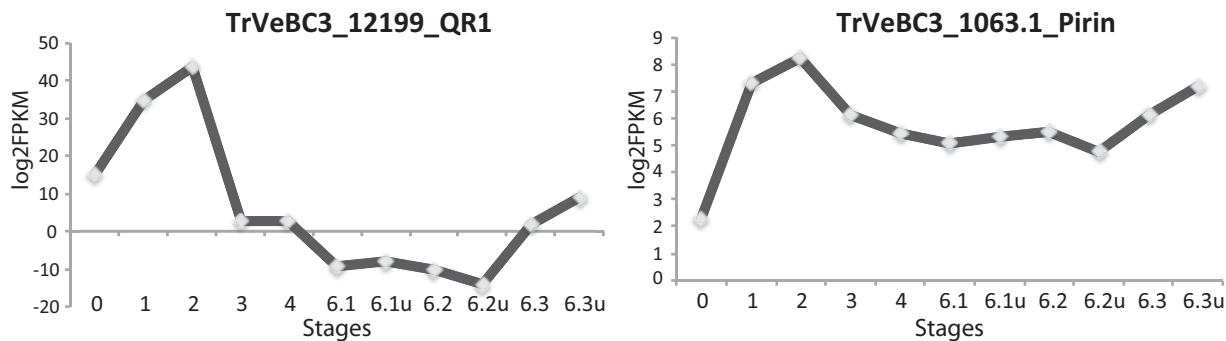 TrVeBC3_12199_QR1
50
40
30
20
10
0
-10
-20
log2FPKM
0 1 2 3 4 6.1 6.1u 6.2 6.2u 6.3 6.3u
Stages
TrVeBC3_1063.1_Pirin
9
8
7
6
5
4
3
2
1
0
log2FPKM
0 1 2 3 4 6.1 6.1u 6.2 6.2u 6.3 6.3u
Stages